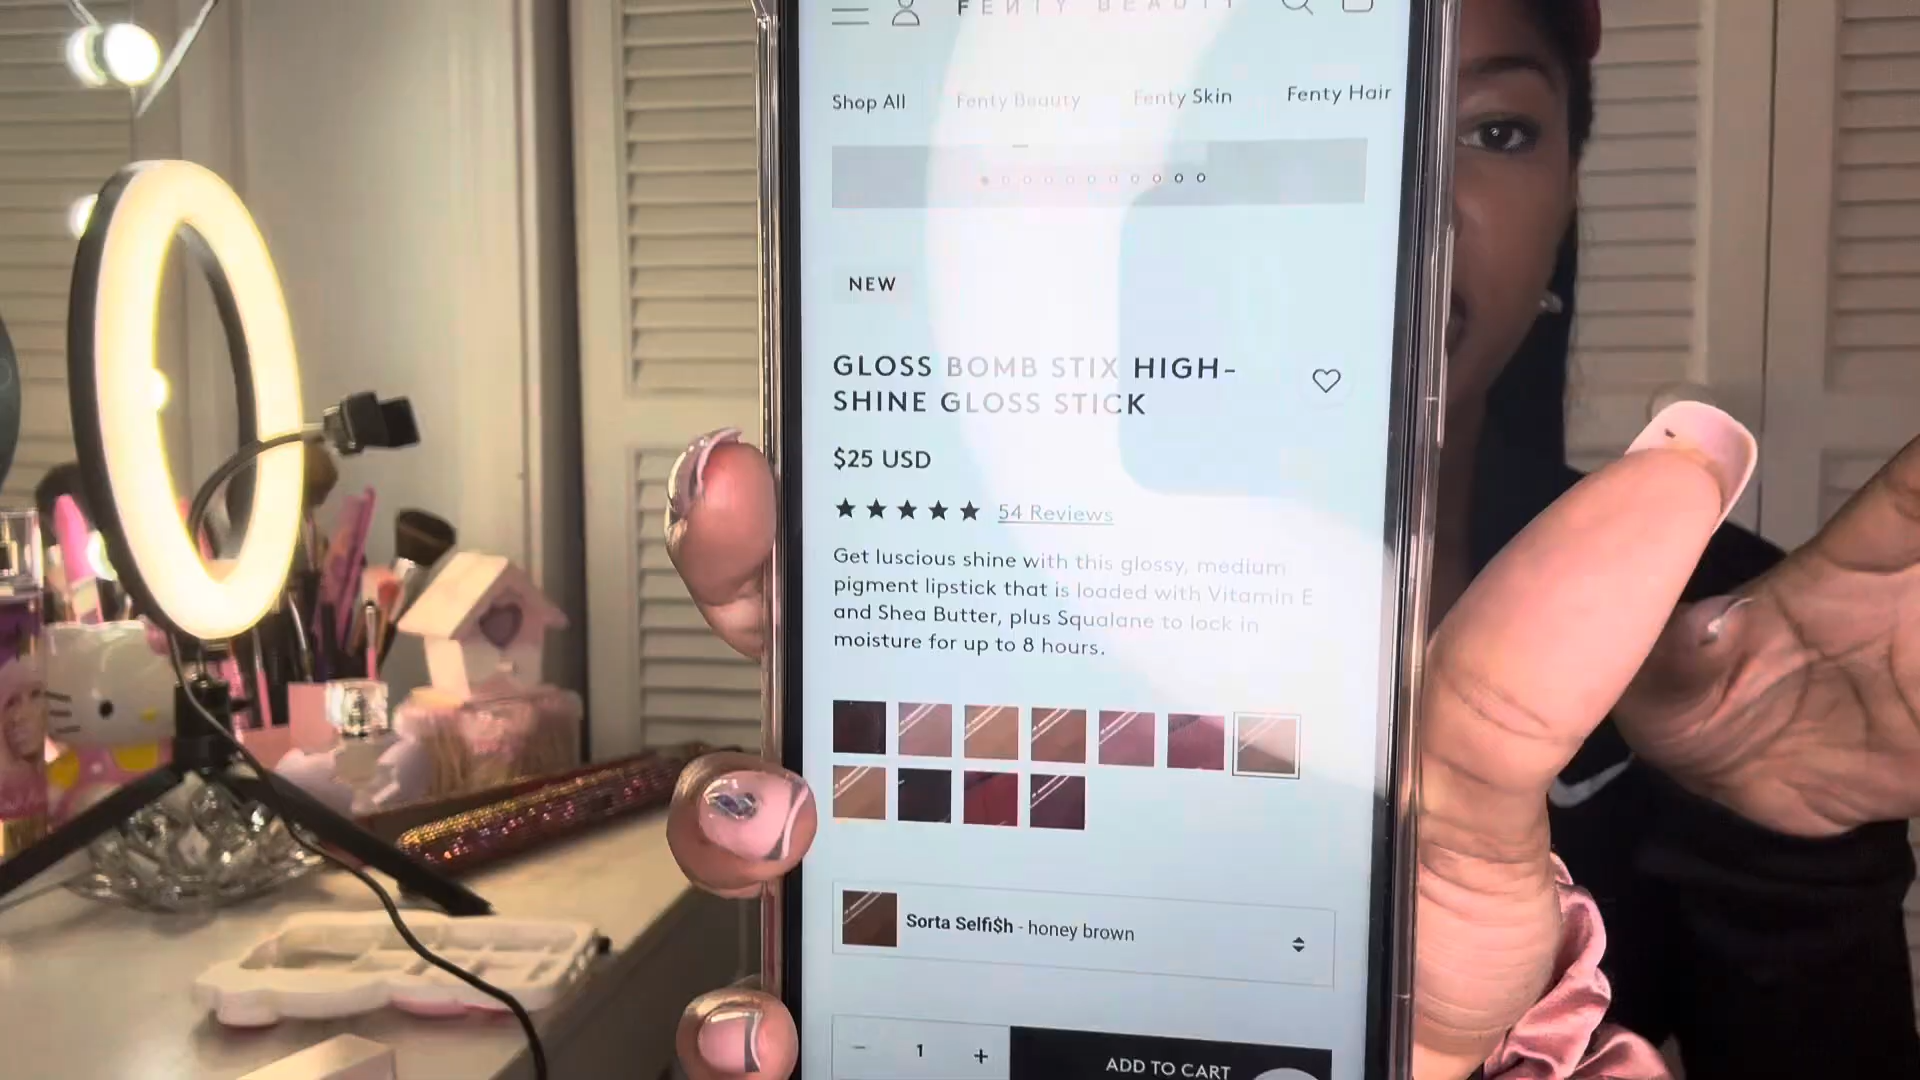 FENTY BEAUTY
Shop All Fenty Beauty Fenty Skin Fenty Hair
NEW
GLOSS BOMB STIX HIGH-
SHINE GLOSS STICK
$25 USD
54 Reviews
Get luscious shine with this glossy, medium
pigment lipstick that is loaded with Vitamin E
and Shea Butter, plus Squalane to lock in
moisture for up to 8 hours.
Sorta Selfi$h - honey brown
− 1 + ADD TO CART